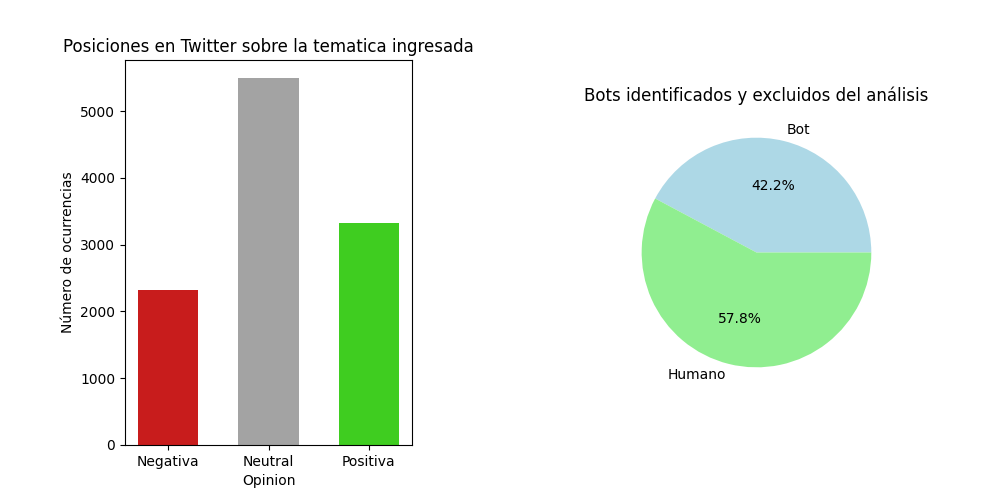 Posiciones en Twitter sobre la tematica ingresada
Número de ocurrencias
5000
4000
3000
2000
1000
0
Negativa
Neutral
Positiva
Opinion
Bots identificados y excluidos del análisis
Bot
42.2%
57.8%
Humano